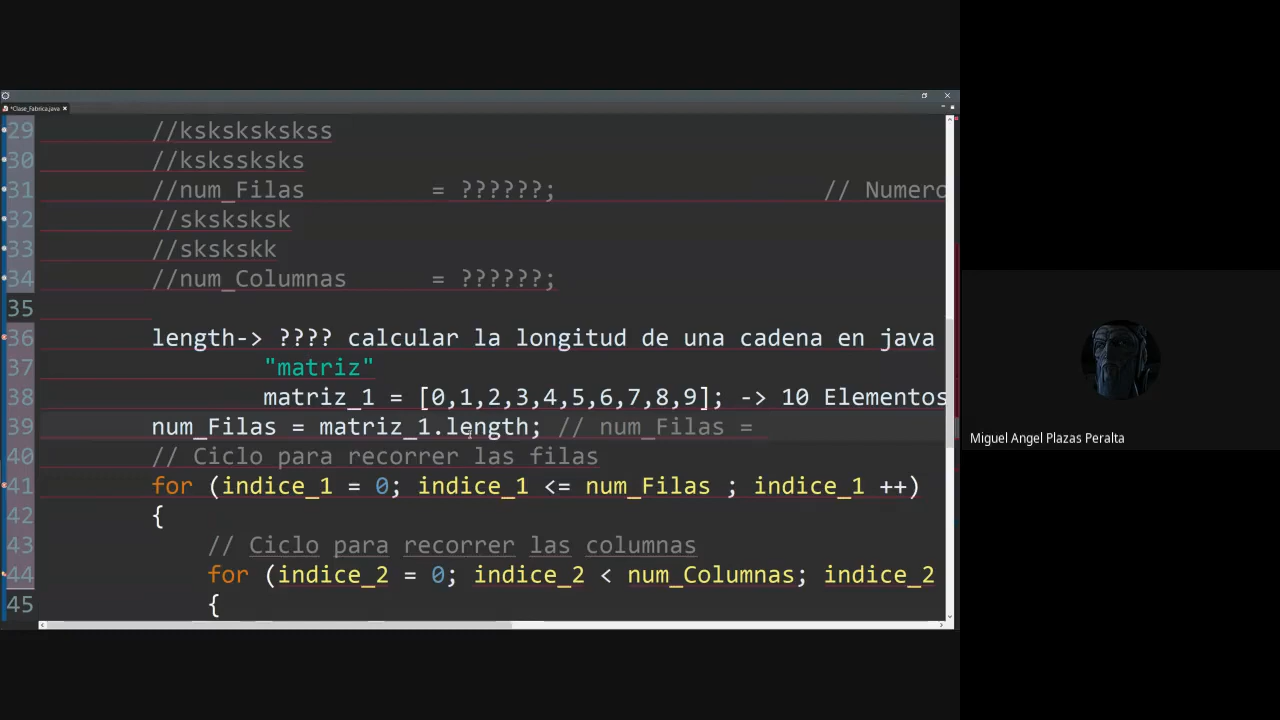 *Clase_Fabrica.java
29 //ksksksksksss
30 //kskssksks
31 //num_Filas = ??????; // Numero
32 //sksksksk
33 //skskskk
34 //num_Columnas = ??????;
35
36 length-> ???? calcular la longitud de una cadena en java
37 "matriz"
38 matriz_1 = [0,1,2,3,4,5,6,7,8,9]; -> 10 Elementos
39 num_Filas = matriz_1.length; // num_Filas =
40 // Ciclo para recorrer las filas
41 for (indice_1 = 0; indice_1 <= num_Filas ; indice_1 ++)
42 {
43 // Ciclo para recorrer las columnas
44 for (indice_2 = 0; indice_2 < num_Columnas; indice_2
45 {
Miguel Angel Plazas Peralta